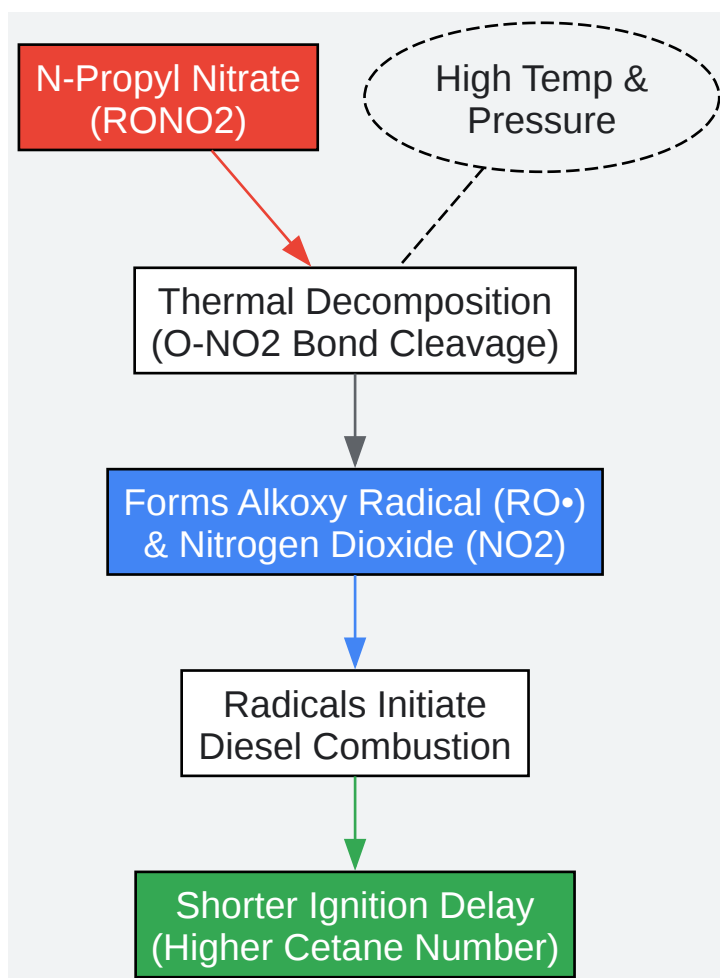 N-Propyl Nitrate
(RONO2)
High Temp &
Pressure
Thermal Decomposition
(O-NO2 Bond Cleavage)
Forms Alkoxy Radical (RO•)
& Nitrogen Dioxide (NO2)
Radicals Initiate
Diesel Combustion
Shorter Ignition Delay
(Higher Cetane Number)